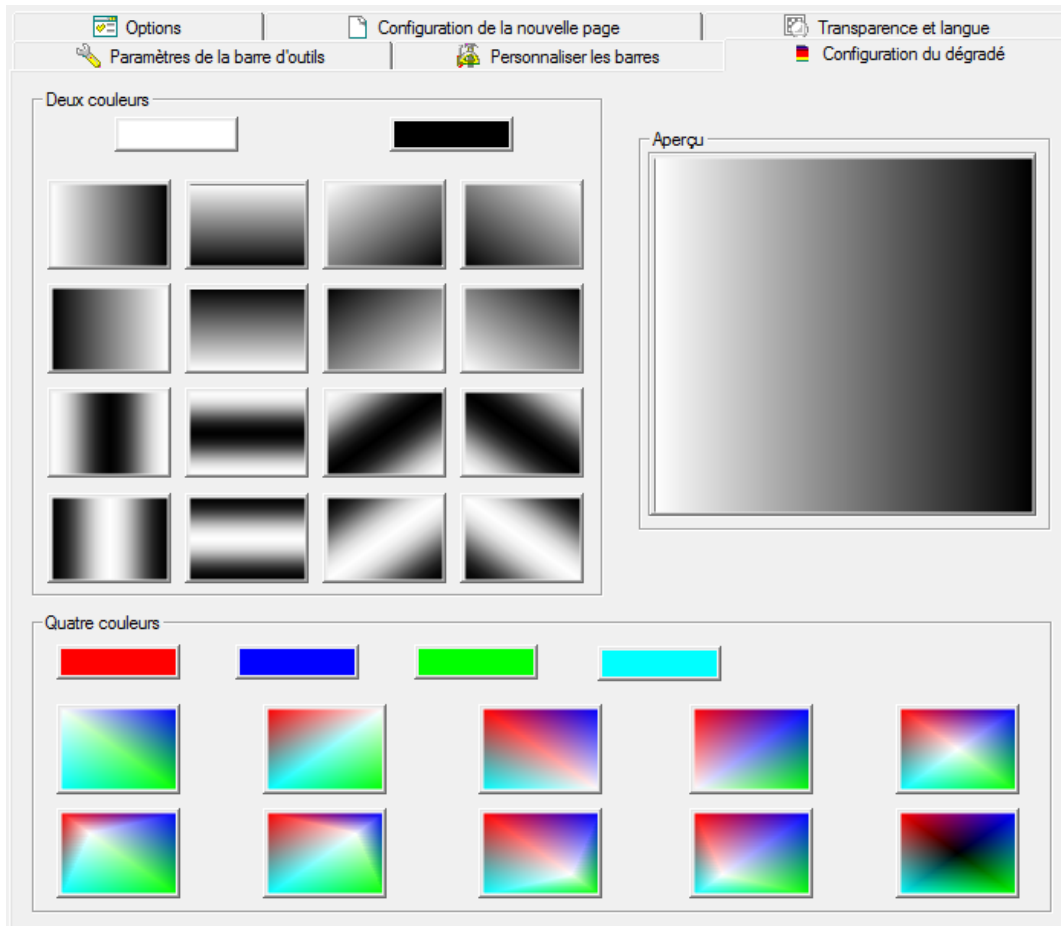 Options
Configuration de la nouvelle page
Transparence et langue
Paramètres de la barre d'outils
Personnaliser les barres
Configuration du dégradé
Deux couleurs
Aperçu
Quatre couleurs